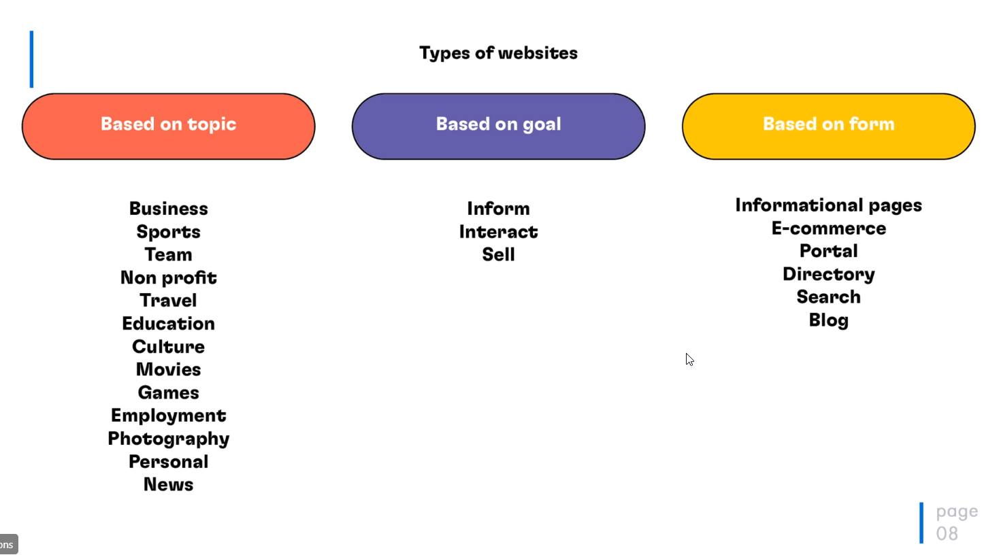 Types of websites
Based on topic
Business
Sports
Team
Non profit
Travel
Education
Culture
Movies
Games
Employment
Photography
Personal
News
Based on goal
Inform
Interact
Sell
Based on form
Informational pages
E-commerce
Portal
Directory
Search
Blog
page
08
ons